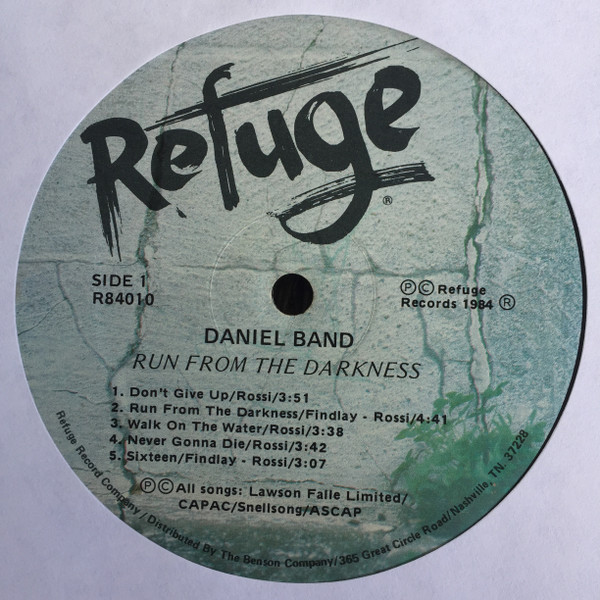 Refuge
®
SIDE 1
R84010
ⓅⒸ Refuge
Records 1984 ®
DANIEL BAND
RUN FROM THE DARKNESS
1. Don't Give Up/Rossi/3:51
2. Run From The Darkness/Findlay - Rossi/4:41
3. Walk On The Water/Rossi/3:38
4. Never Gonna Die/Rossi/3:42
5. Sixteen/Findlay - Rossi/3:07
ⓅⒸ All songs: Lawson Falle Limited/
CAPAC/Snellsong/ASCAP
Refuge Record Company / Distributed By The Benson Company/365 Great Circle Road/Nashville, TN. 37228